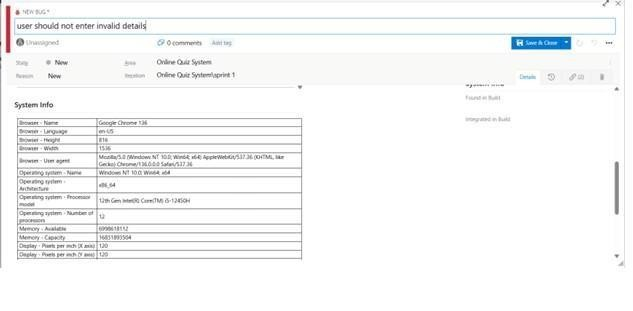 NEW BUG *
user should not enter invalid details
Unassigned
0 comments
Add tag
Save & Close
State
New
Area
Online Quiz System
Reason
New
Iteration
Online Quiz System\sprint 1
Details
(2)
System Info
System Info
Found in Build
Integrated in Build
Browser - Name
Google Chrome 136
Browser - Language
en-US
Browser - Height
816
Browser - Width
1536
Browser - User agent
Mozilla/5.0 (Windows NT 10.0; Win64; x64) AppleWebKit/537.36 (KHTML, like
Gecko) Chrome/136.0.0.0 Safari/537.36
Operating system - Name
Windows NT 10.0; Win64; x64
Operating system -
Architecture
x86_64
Operating system - Processor
model
12th Gen Intel(R) Core(TM) i5-12450H
Operating system - Number of
processors
12
Memory - Available
6998618112
Memory - Capacity
16831893504
Display - Pixels per inch (X axis)
120
Display - Pixels per inch (Y axis)
120